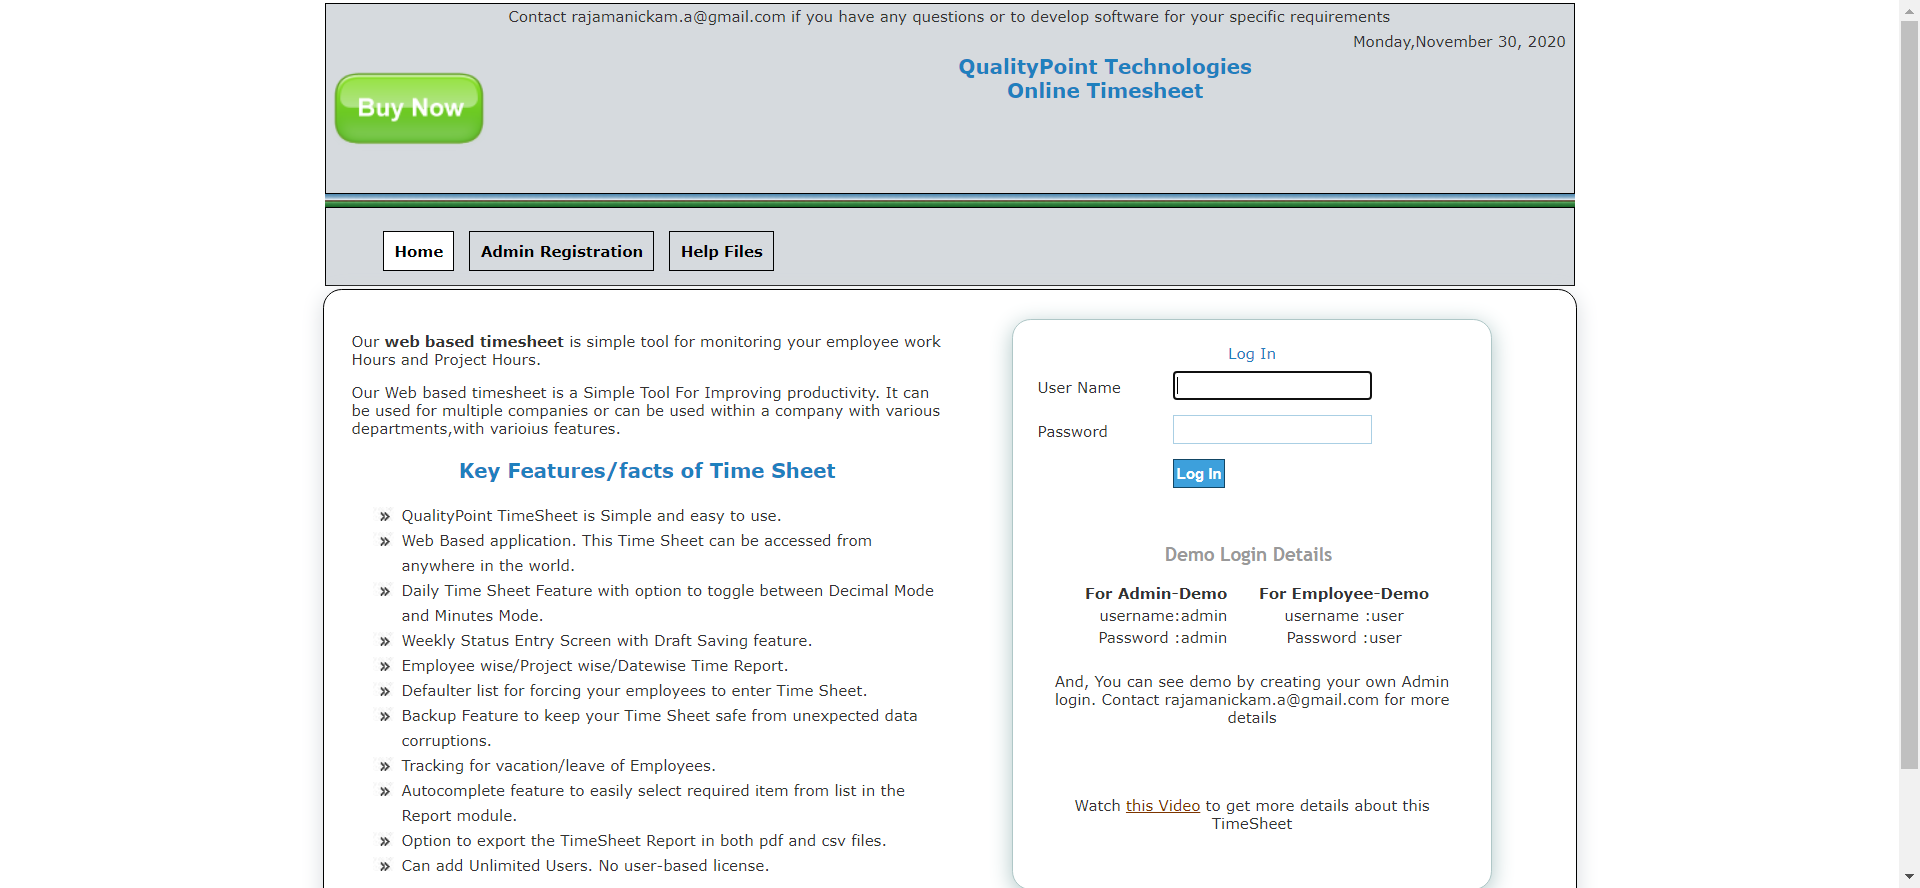 Contact rajamanickam.a@gmail.com if you have any questions or to develop software for your specific requirements
Monday,November 30, 2020
QualityPoint Technologies
Online Timesheet
Buy Now
Home
Admin Registration
Help Files
Our web based timesheet is simple tool for monitoring your employee work
Hours and Project Hours.
Our Web based timesheet is a Simple Tool For Improving productivity. It can
be used for multiple companies or can be used within a company with various
departments,with varioius features.
Key Features/facts of Time Sheet
» QualityPoint TimeSheet is Simple and easy to use.
» Web Based application. This Time Sheet can be accessed from
anywhere in the world.
» Daily Time Sheet Feature with option to toggle between Decimal Mode
and Minutes Mode.
» Weekly Status Entry Screen with Draft Saving feature.
» Employee wise/Project wise/Datewise Time Report.
» Defaulter list for forcing your employees to enter Time Sheet.
» Backup Feature to keep your Time Sheet safe from unexpected data
corruptions.
» Tracking for vacation/leave of Employees.
» Autocomplete feature to easily select required item from list in the
Report module.
» Option to export the TimeSheet Report in both pdf and csv files.
» Can add Unlimited Users. No user-based license.
Log In
User Name
Password
Log In
Demo Login Details
For Admin-Demo For Employee-Demo
username:admin username :user
Password :admin Password :user
And, You can see demo by creating your own Admin
login. Contact rajamanickam.a@gmail.com for more
details
Watch this Video to get more details about this
TimeSheet